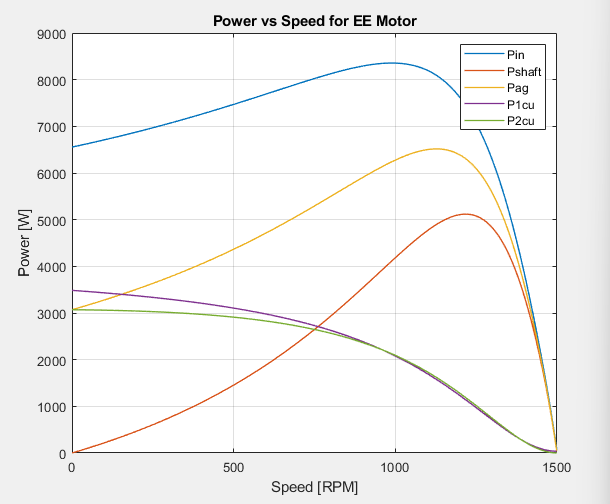 Power vs Speed for EE Motor
9000
8000
7000
6000
5000
4000
3000
2000
1000
0
Power [W]
Pin
Pshaft
Pag
P1cu
P2cu
0
500
1000
1500
Speed [RPM]